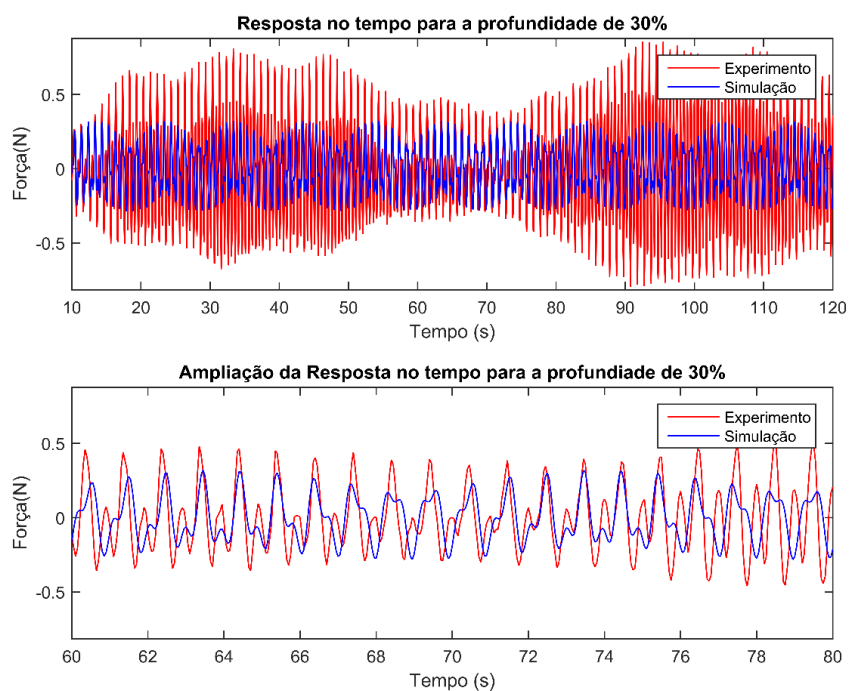 Resposta no tempo para a profundidade de 30%
Força(N)
0.5
0
-0.5
Experimento
Simulação
10 20 30 40 50 60 70 80 90 100 110 120
Tempo (s)
Ampliação da Resposta no tempo para a profundiade de 30%
Força(N)
0.5
0
-0.5
Experimento
Simulação
60 62 64 66 68 70 72 74 76 78 80
Tempo (s)